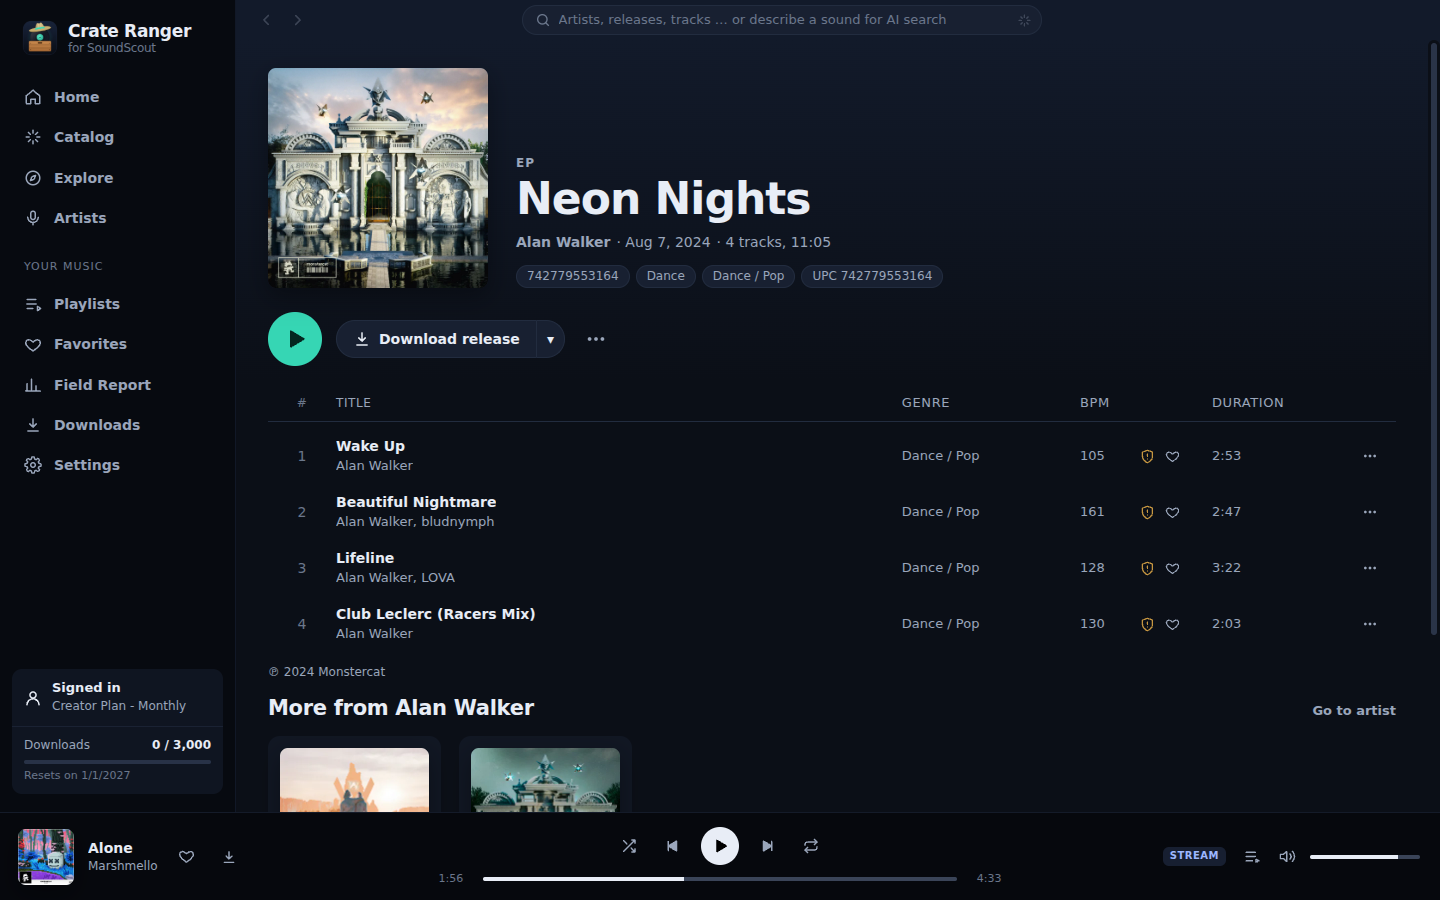 Crate Ranger
for SoundScout
Artists, releases, tracks ... or describe a sound for AI search
Home
Catalog
Explore
Artists
YOUR MUSIC
Playlists
Favorites
Field Report
Downloads
Settings
Signed in
Creator Plan - Monthly
Downloads 0 / 3,000
Resets on 1/1/2027
EP
Neon Nights
Alan Walker · Aug 7, 2024 · 4 tracks, 11:05
742779553164 Dance Dance / Pop UPC 742779553164
Download release
# TITLE GENRE BPM DURATION
1 Wake Up Dance / Pop 105 2:53
Alan Walker
2 Beautiful Nightmare Dance / Pop 161 2:47
Alan Walker, bludnymph
3 Lifeline Dance / Pop 128 3:22
Alan Walker, LOVA
4 Club Leclerc (Racers Mix) Dance / Pop 130 2:03
Alan Walker
℗ 2024 Monstercat
More from Alan Walker Go to artist
Alone
Marshmello
1:56 4:33
STREAM